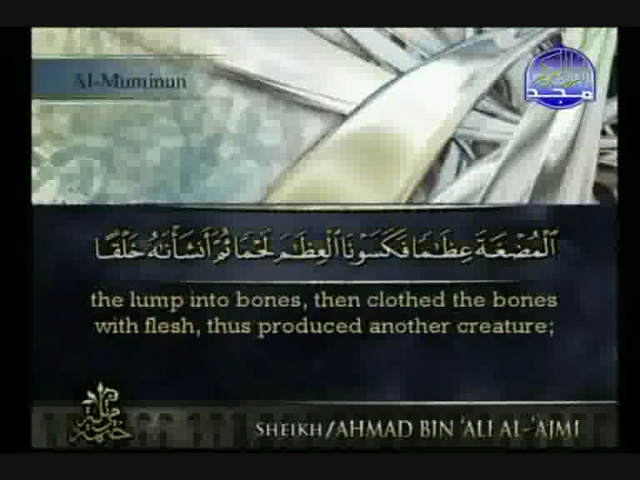 Al-Muminun
مجد
ٱلۡمُضۡغَةَ عِظَٰمٗا فَكَسَوۡنَا ٱلۡعِظَٰمَ لَحۡمٗا ثُمَّ أَنشَأۡنَٰهُ خَلۡقًا
the lump into bones, then clothed the bones
with flesh, thus produced another creature;
SHEIKH/AHMAD BIN 'ALI AL-'AJMI